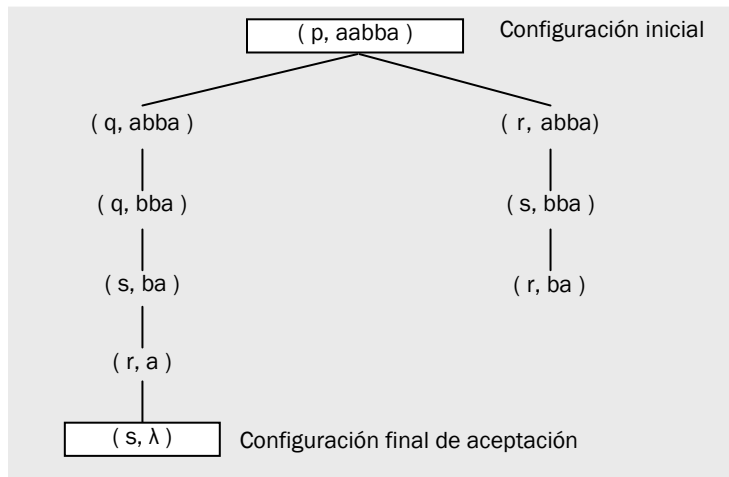 ( p, aabba )
Configuración inicial
( q, abba )
( r, abba)
( q, bba )
( s, bba )
( s, ba )
( r, ba )
( r, a )
( s, λ )
Configuración final de aceptación